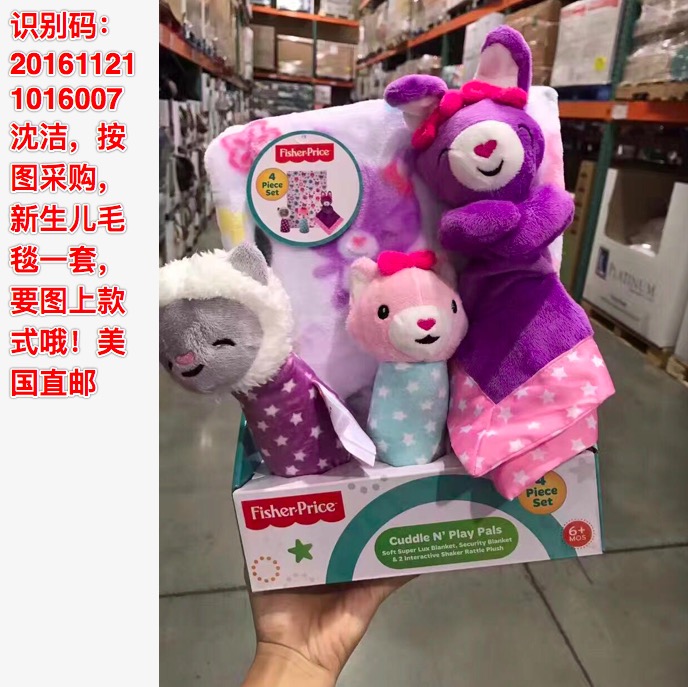 识别码：
20161121
1016007
沈洁，按
图采购，
新生儿毛
毯一套，
要图上款
式哦！美
国直邮
Fisher-Price
4
Piece
Set
PLATINUM
4
Piece
Set
Fisher-Price
Cuddle N' Play Pals
Soft Super Lux Blanket, Security Blanket
& 2 Interactive Shaker Rattle Plush
6+
MOS